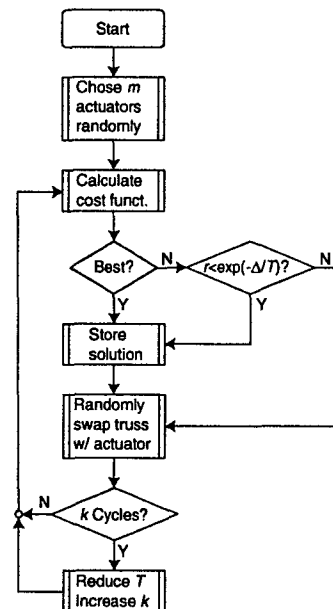 Start
Chose m
actuators
randomly
Calculate
cost funct.
Best?
N
r<exp(-Δ/T)?
N
Y
Y
Store
solution
Randomly
swap truss
w/ actuator
N
k Cycles?
Y
Reduce T
Increase k